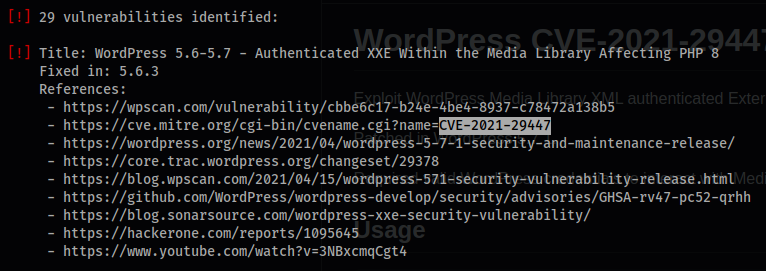 [!] 29 vulnerabilities identified:
[!] Title: WordPress 5.6-5.7 - Authenticated XXE Within the Media Library Affecting PHP 8
Fixed in: 5.6.3
References:
- https://wpscan.com/vulnerability/cbbe6c17-b24e-4be4-8937-c78472a138b5
- https://cve.mitre.org/cgi-bin/cvename.cgi?name=CVE-2021-29447
- https://wordpress.org/news/2021/04/wordpress-5-7-1-security-and-maintenance-release/
- https://core.trac.wordpress.org/changeset/29378
- https://blog.wpscan.com/2021/04/15/wordpress-571-security-vulnerability-release.html
- https://github.com/WordPress/wordpress-develop/security/advisories/GHSA-rv47-pc52-qrhh
- https://blog.sonarsource.com/wordpress-xxe-security-vulnerability/
- https://hackerone.com/reports/1095645
- https://www.youtube.com/watch?v=3NBxcmqCgt4
WordPress CVE-2021-29447
Exploit WordPress Media Library XML authenticated Exter
Usage